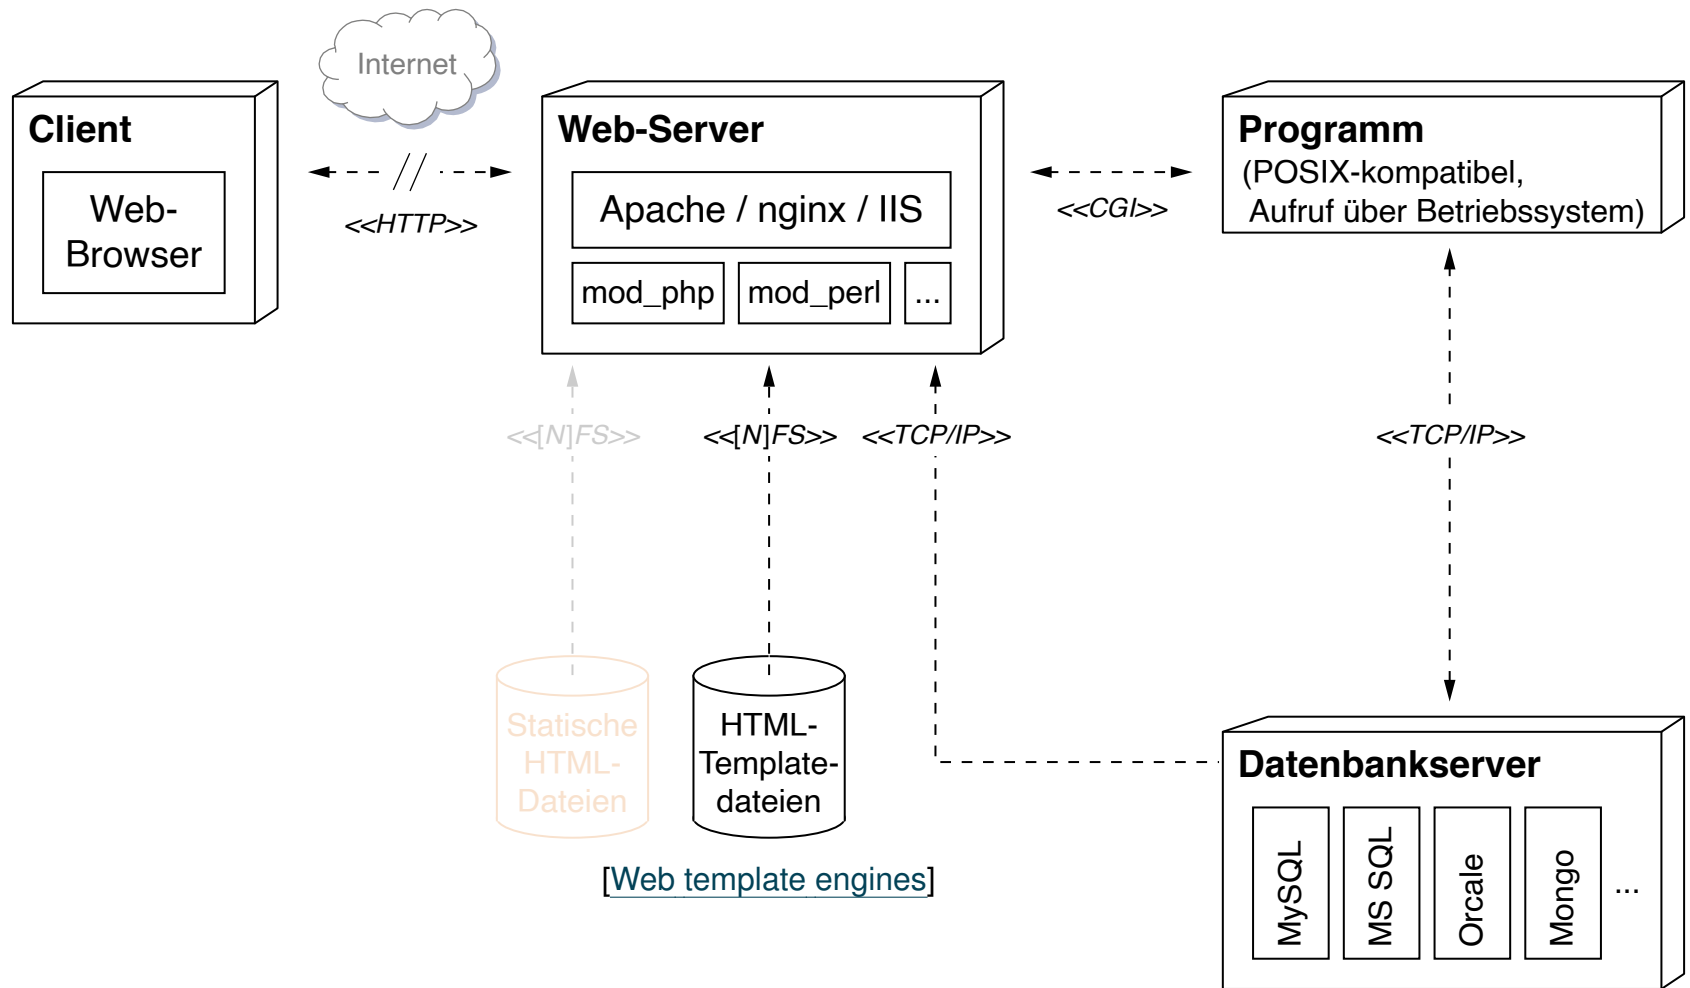 Internet
Client
Web-
Browser
<<HTTP>>
Web-Server
Apache / nginx / IIS
mod_php
mod_perl
...
<<CGI>>
Programm
(POSIX-kompatibel,
Aufruf über Betriebssystem)
<<[N]FS>>
<<[N]FS>>
<<TCP/IP>>
<<TCP/IP>>
Statische
HTML-
Dateien
HTML-
Template-
dateien
[Web template engines]
Datenbankserver
MySQL
MS SQL
Orcale
Mongo
...